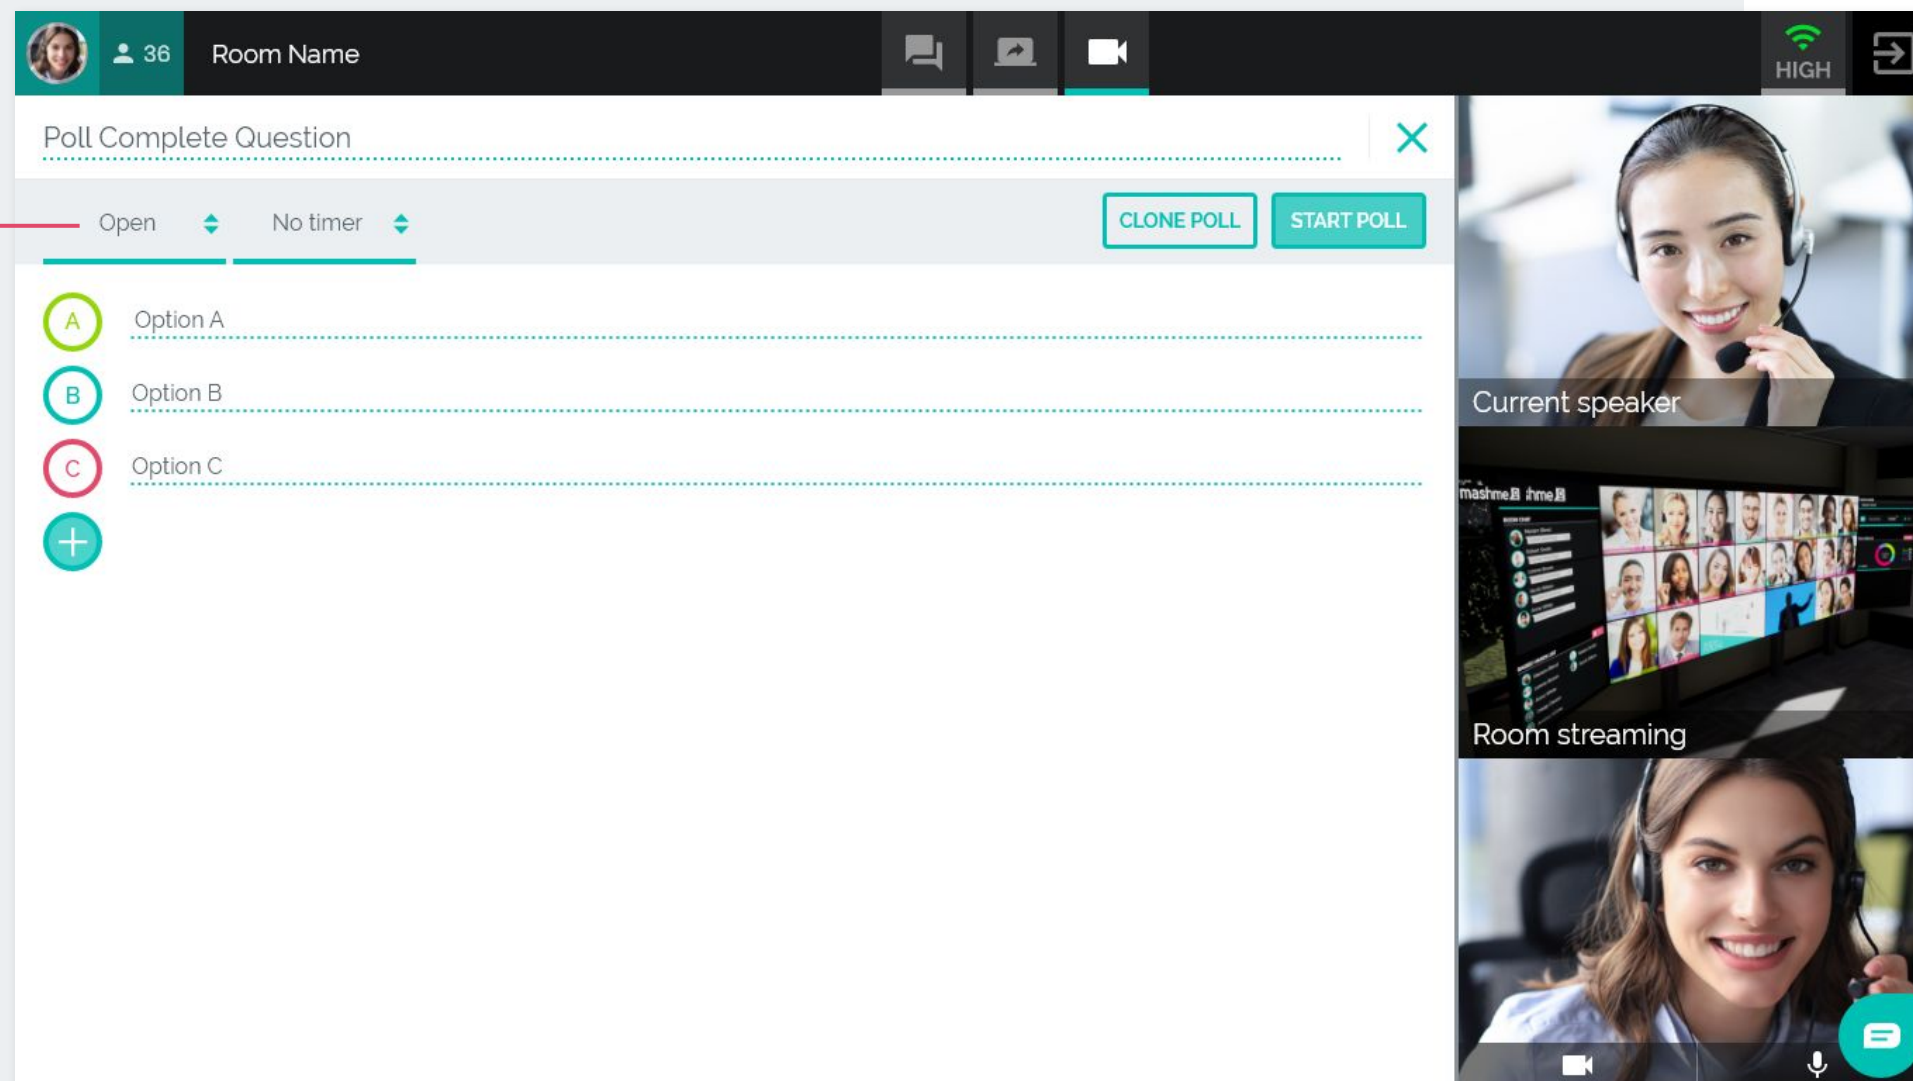 36
Room Name
HIGH
Poll Complete Question
Open
No timer
CLONE POLL
START POLL
A
Option A
B
Option B
C
Option C
Current speaker
mashme
Room streaming